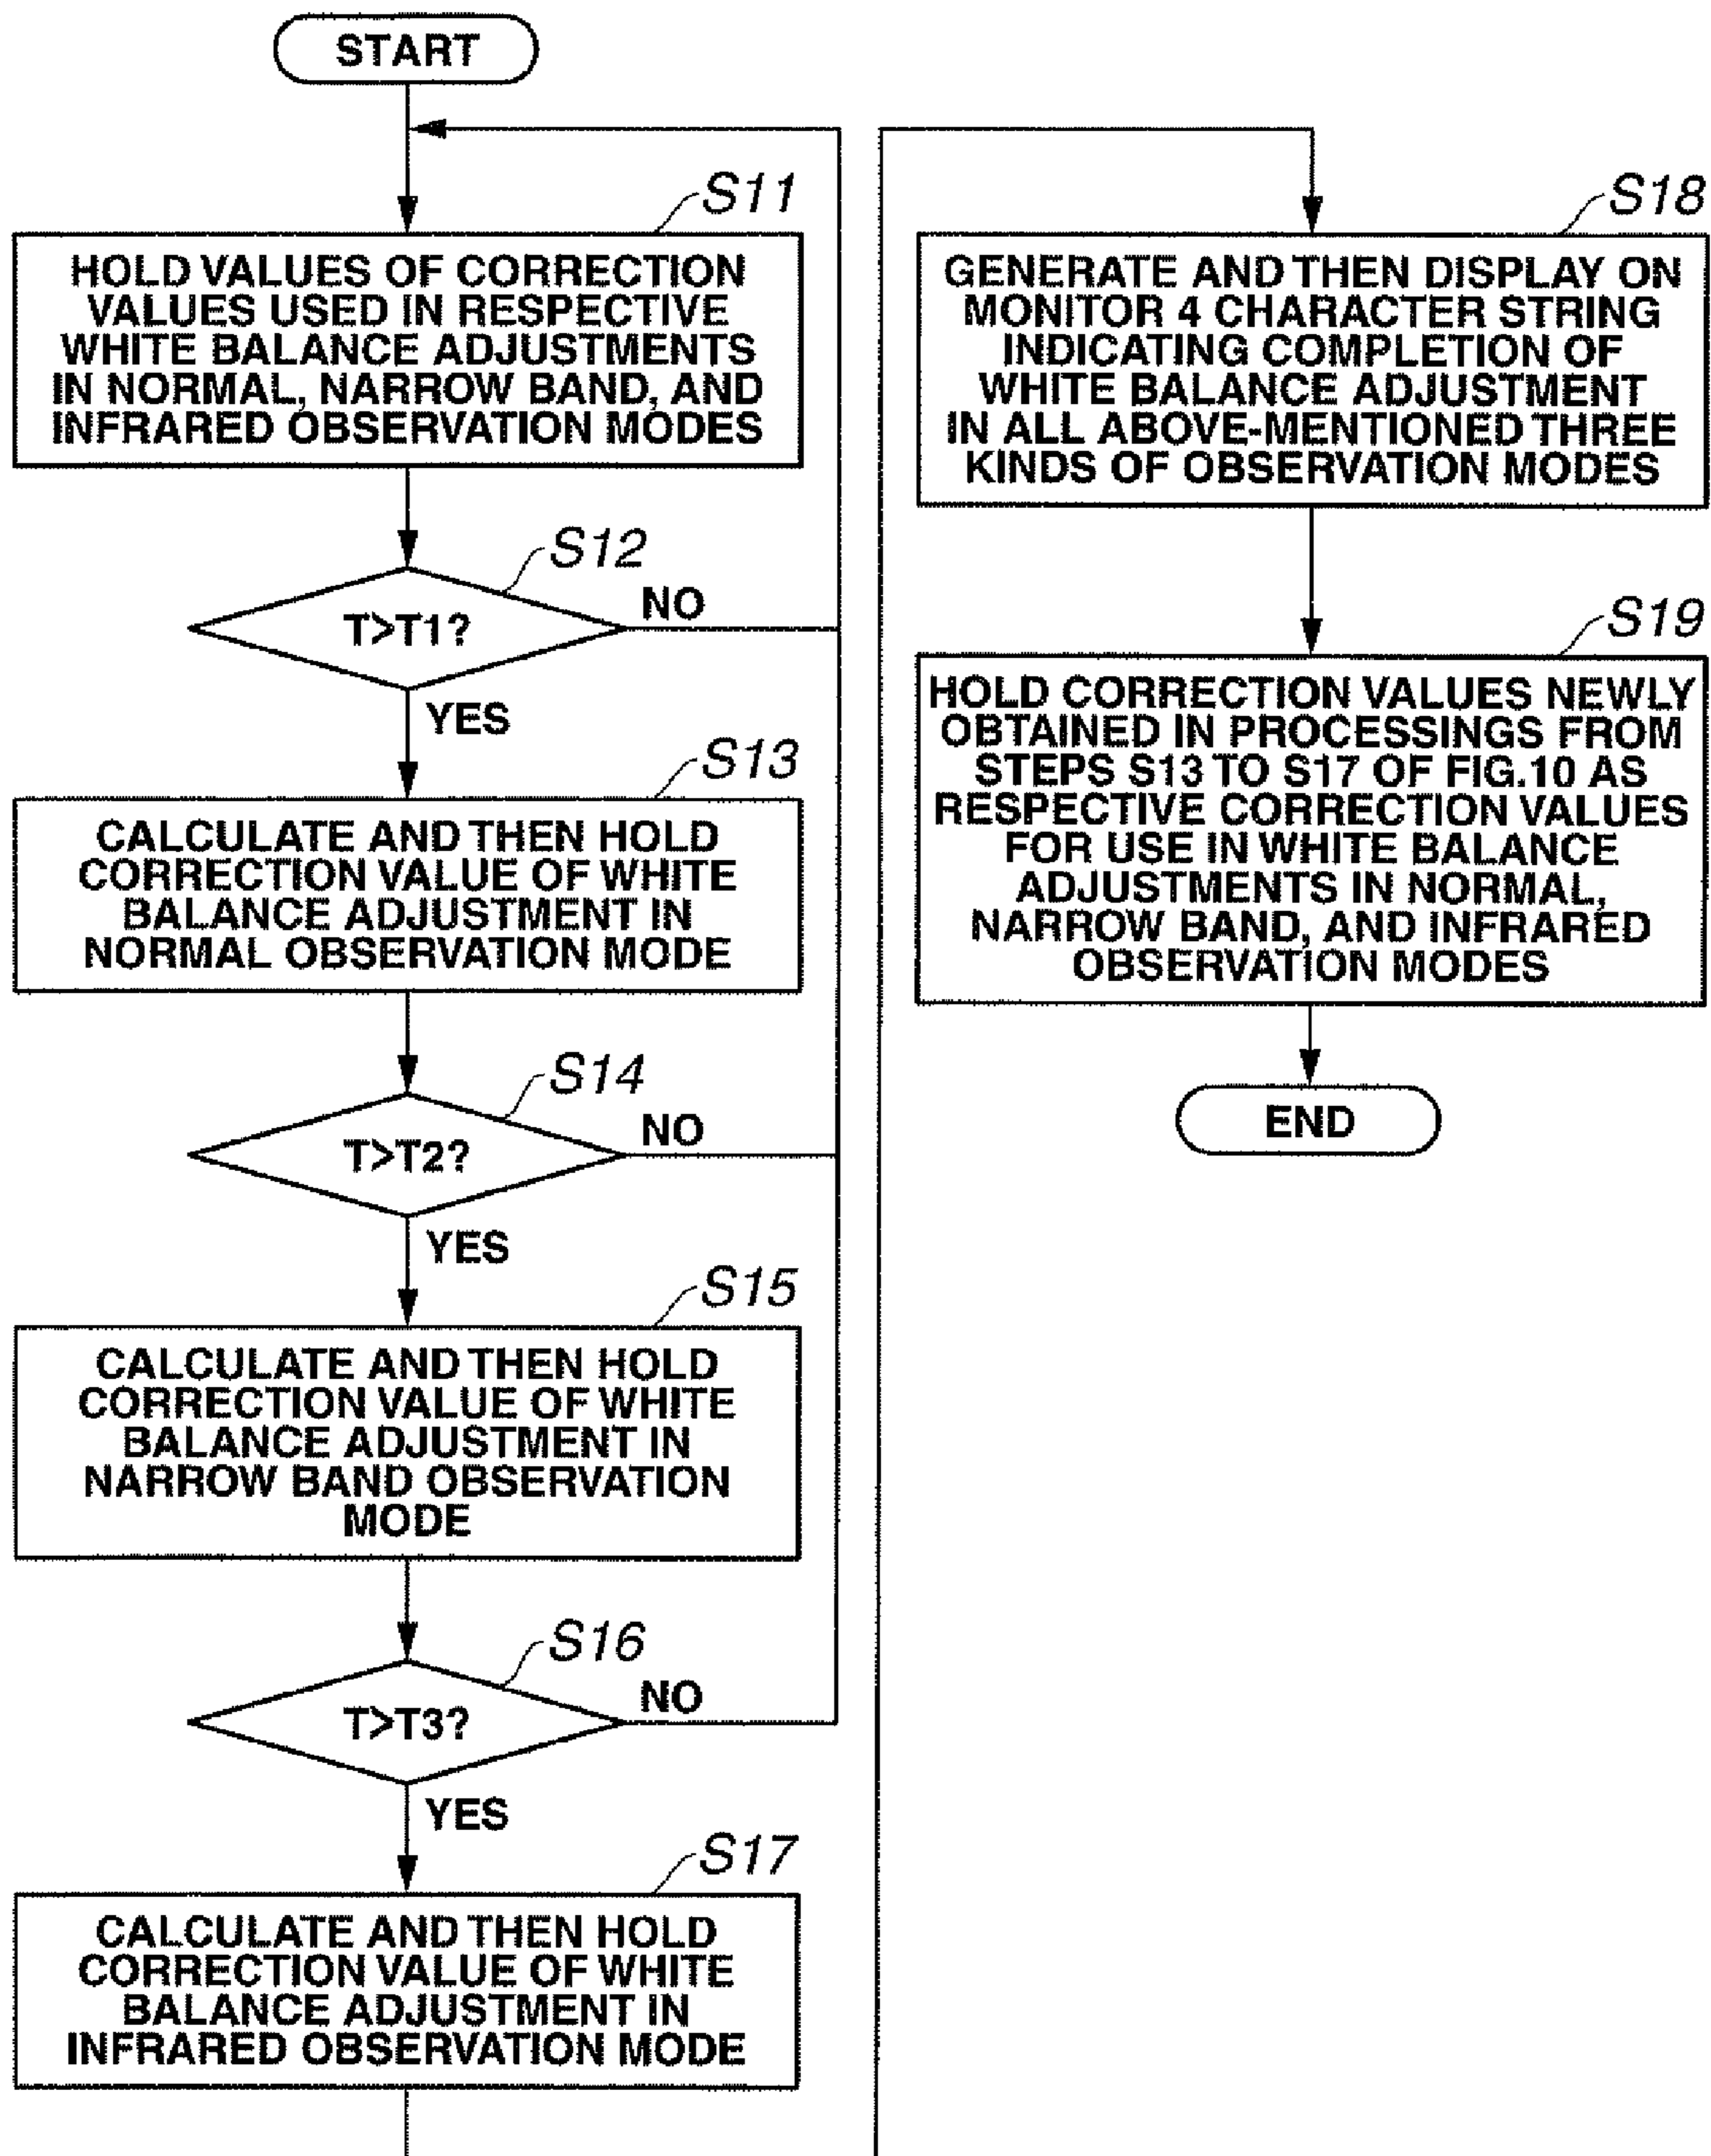 START
S11
HOLD VALUES OF CORRECTION
VALUES USED IN RESPECTIVE
WHITE BALANCE ADJUSTMENTS
IN NORMAL, NARROW BAND, AND
INFRARED OBSERVATION MODES
S12
T>T1?
NO
YES
S13
CALCULATE AND THEN HOLD
CORRECTION VALUE OF WHITE
BALANCE ADJUSTMENT IN
NORMAL OBSERVATION MODE
S14
T>T2?
NO
YES
S15
CALCULATE AND THEN HOLD
CORRECTION VALUE OF WHITE
BALANCE ADJUSTMENT IN
NARROW BAND OBSERVATION
MODE
S16
T>T3?
NO
YES
S17
CALCULATE AND THEN HOLD
CORRECTION VALUE OF WHITE
BALANCE ADJUSTMENT IN
INFRARED OBSERVATION MODE
S18
GENERATE AND THEN DISPLAY ON
MONITOR 4 CHARACTER STRING
INDICATING COMPLETION OF
WHITE BALANCE ADJUSTMENT
IN ALL ABOVE-MENTIONED THREE
KINDS OF OBSERVATION MODES
S19
HOLD CORRECTION VALUES NEWLY
OBTAINED IN PROCESSINGS FROM
STEPS S13 TO S17 OF FIG.10 AS
RESPECTIVE CORRECTION VALUES
FOR USE IN WHITE BALANCE
ADJUSTMENTS IN NORMAL,
NARROW BAND, AND INFRARED
OBSERVATION MODES
END